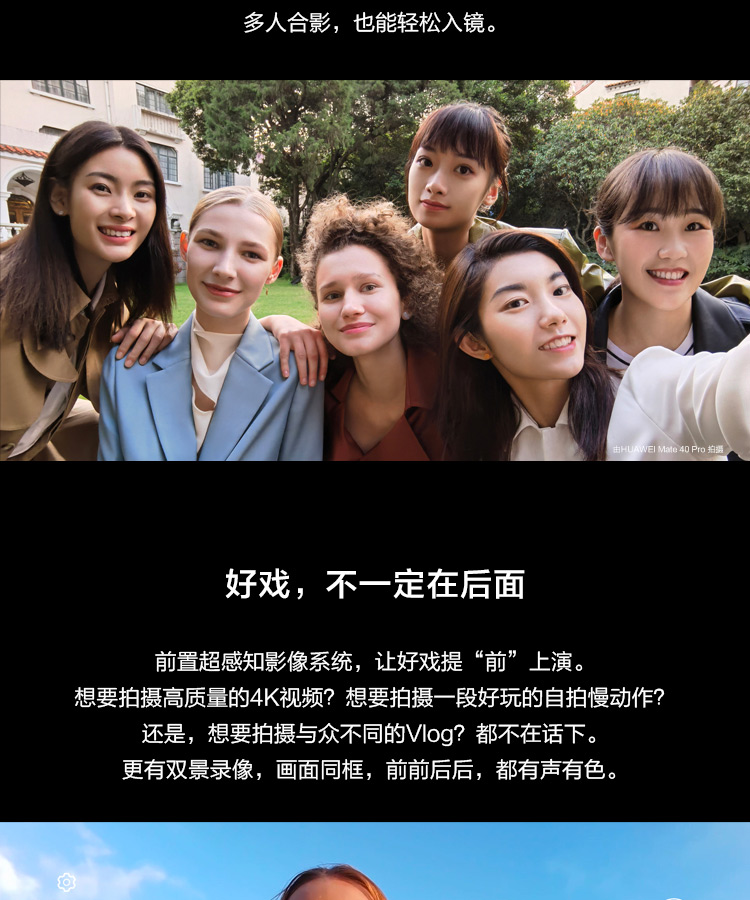 多人合影，也能轻松入镜。
由HUAWEI Mate 40 Pro 拍摄
好戏，不一定在后面
前置超感知影像系统，让好戏提“前”上演。
想要拍摄高质量的4K视频？想要拍摄一段好玩的自拍慢动作？
还是，想要拍摄与众不同的Vlog？都不在话下。
更有双景录像，画面同框，前前后后，都有声有色。